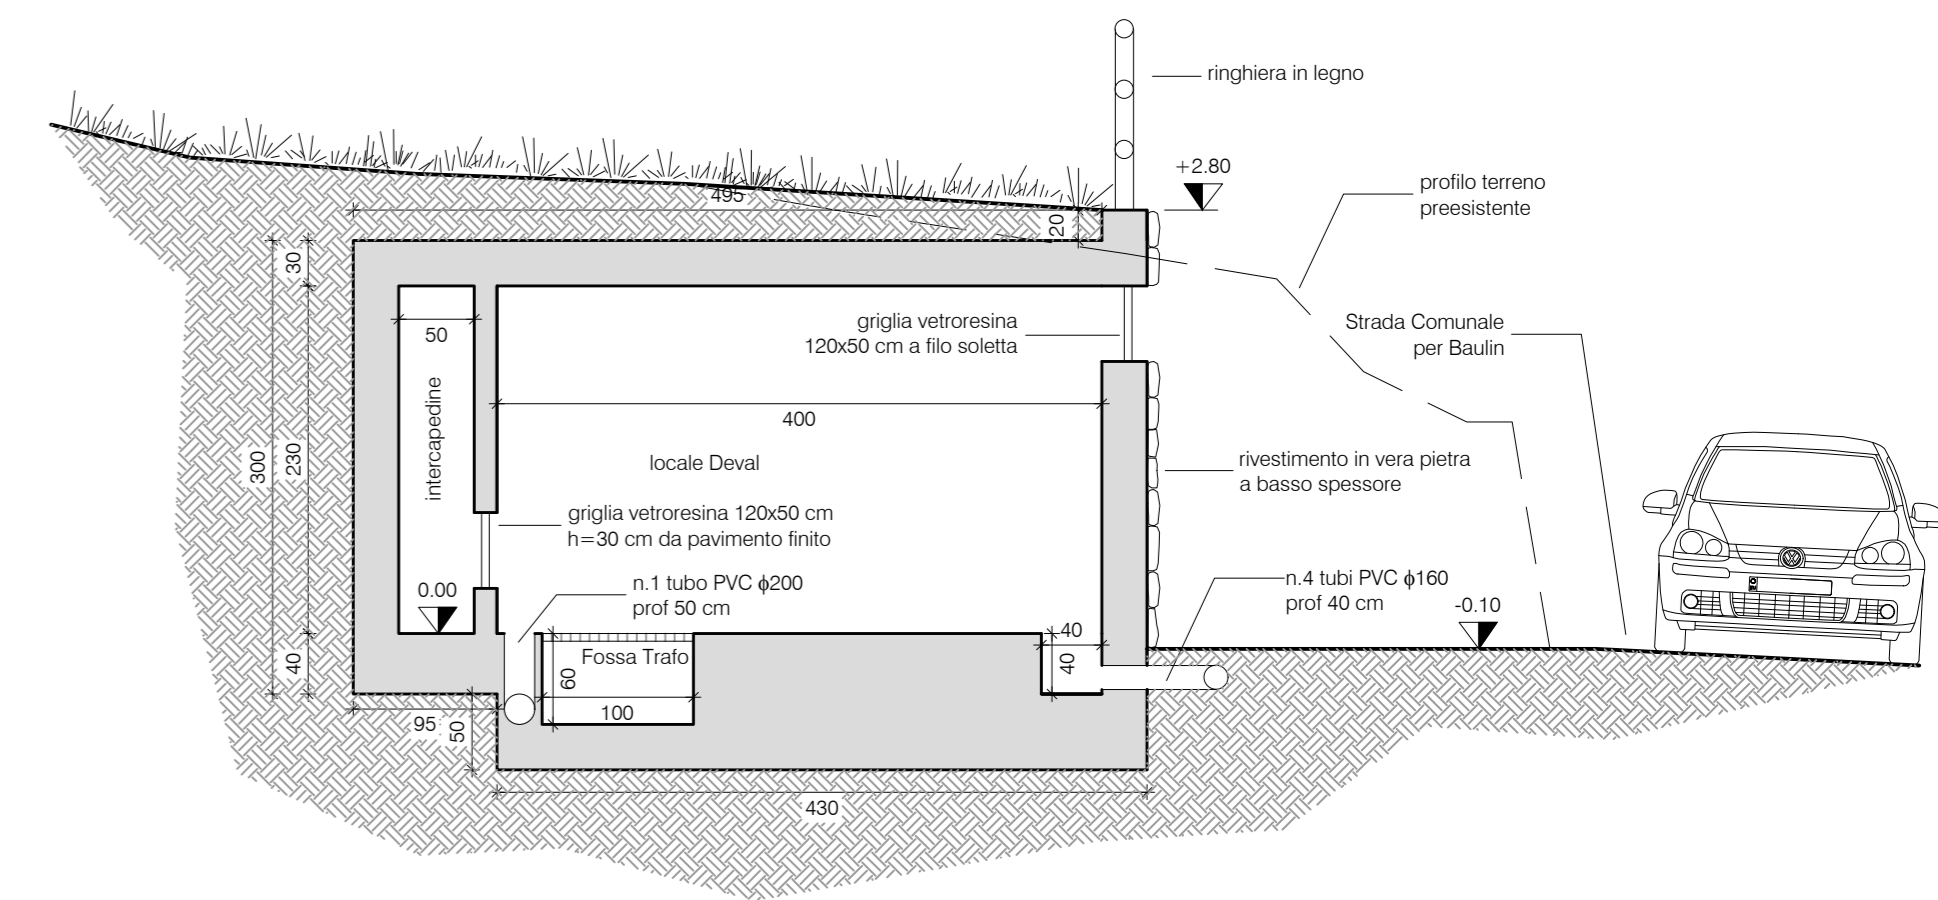 ringhiera in legno
+2.80
profilo terreno
preesistente
495
20
30
50
griglia vetroresina
120x50 cm a filo soletta
Strada Comunale
per Baulin
400
intercapedine
300
230
locale Deval
rivestimento in vera pietra
a basso spessore
griglia vetroresina 120x50 cm
h=30 cm da pavimento finito
0.00
n.1 tubo PVC ϕ200
prof 50 cm
n.4 tubi PVC ϕ160
prof 40 cm
-0.10
40
Fossa Trafo
60
100
40
40
95
50
430